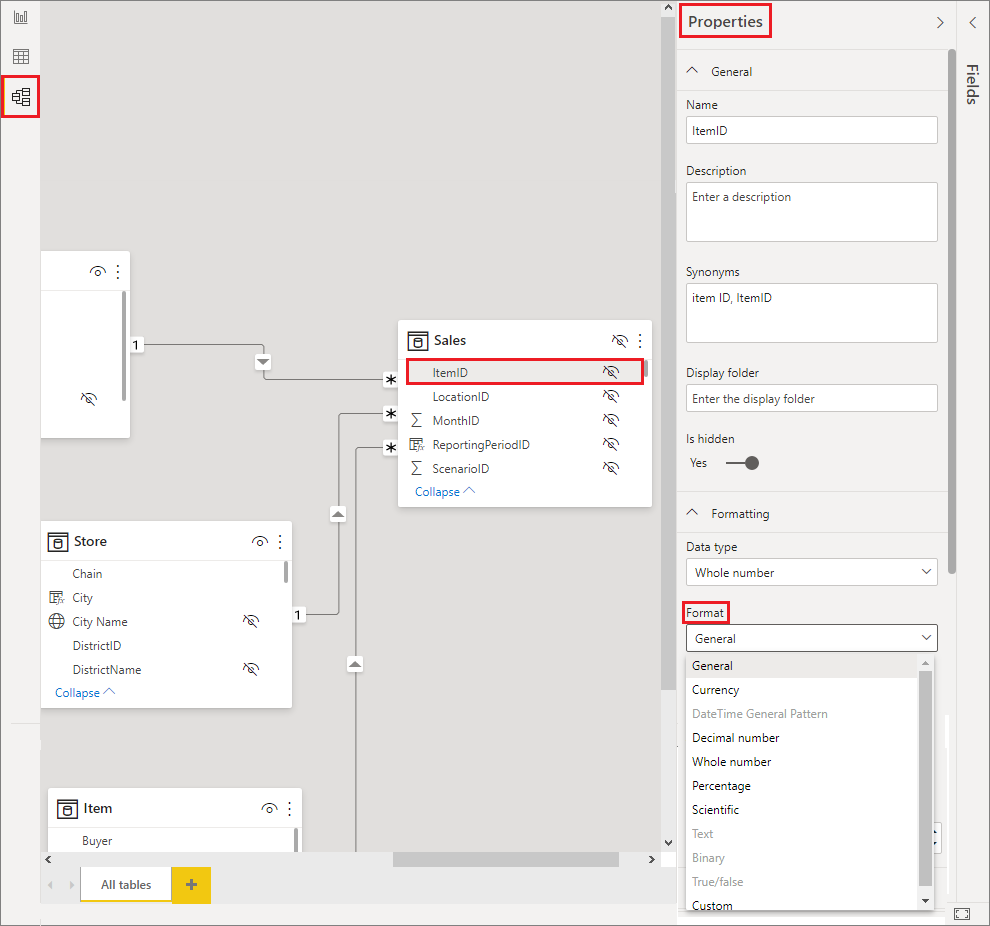 1
Sales
ItemID
LocationID
MonthID
ReportingPeriodID
ScenarioID
Collapse
*
*
*
Store
Chain
City
City Name
DistrictID
DistrictName
Collapse
1
Item
Buyer
All tables
+
Properties
General
Name
ItemID
Description
Enter a description
Synonyms
item ID, ItemID
Display folder
Enter the display folder
Is hidden
Yes
Formatting
Data type
Whole number
Format
General
General
Currency
DateTime General Pattern
Decimal number
Whole number
Percentage
Scientific
Text
Binary
True/false
Custom
Fields